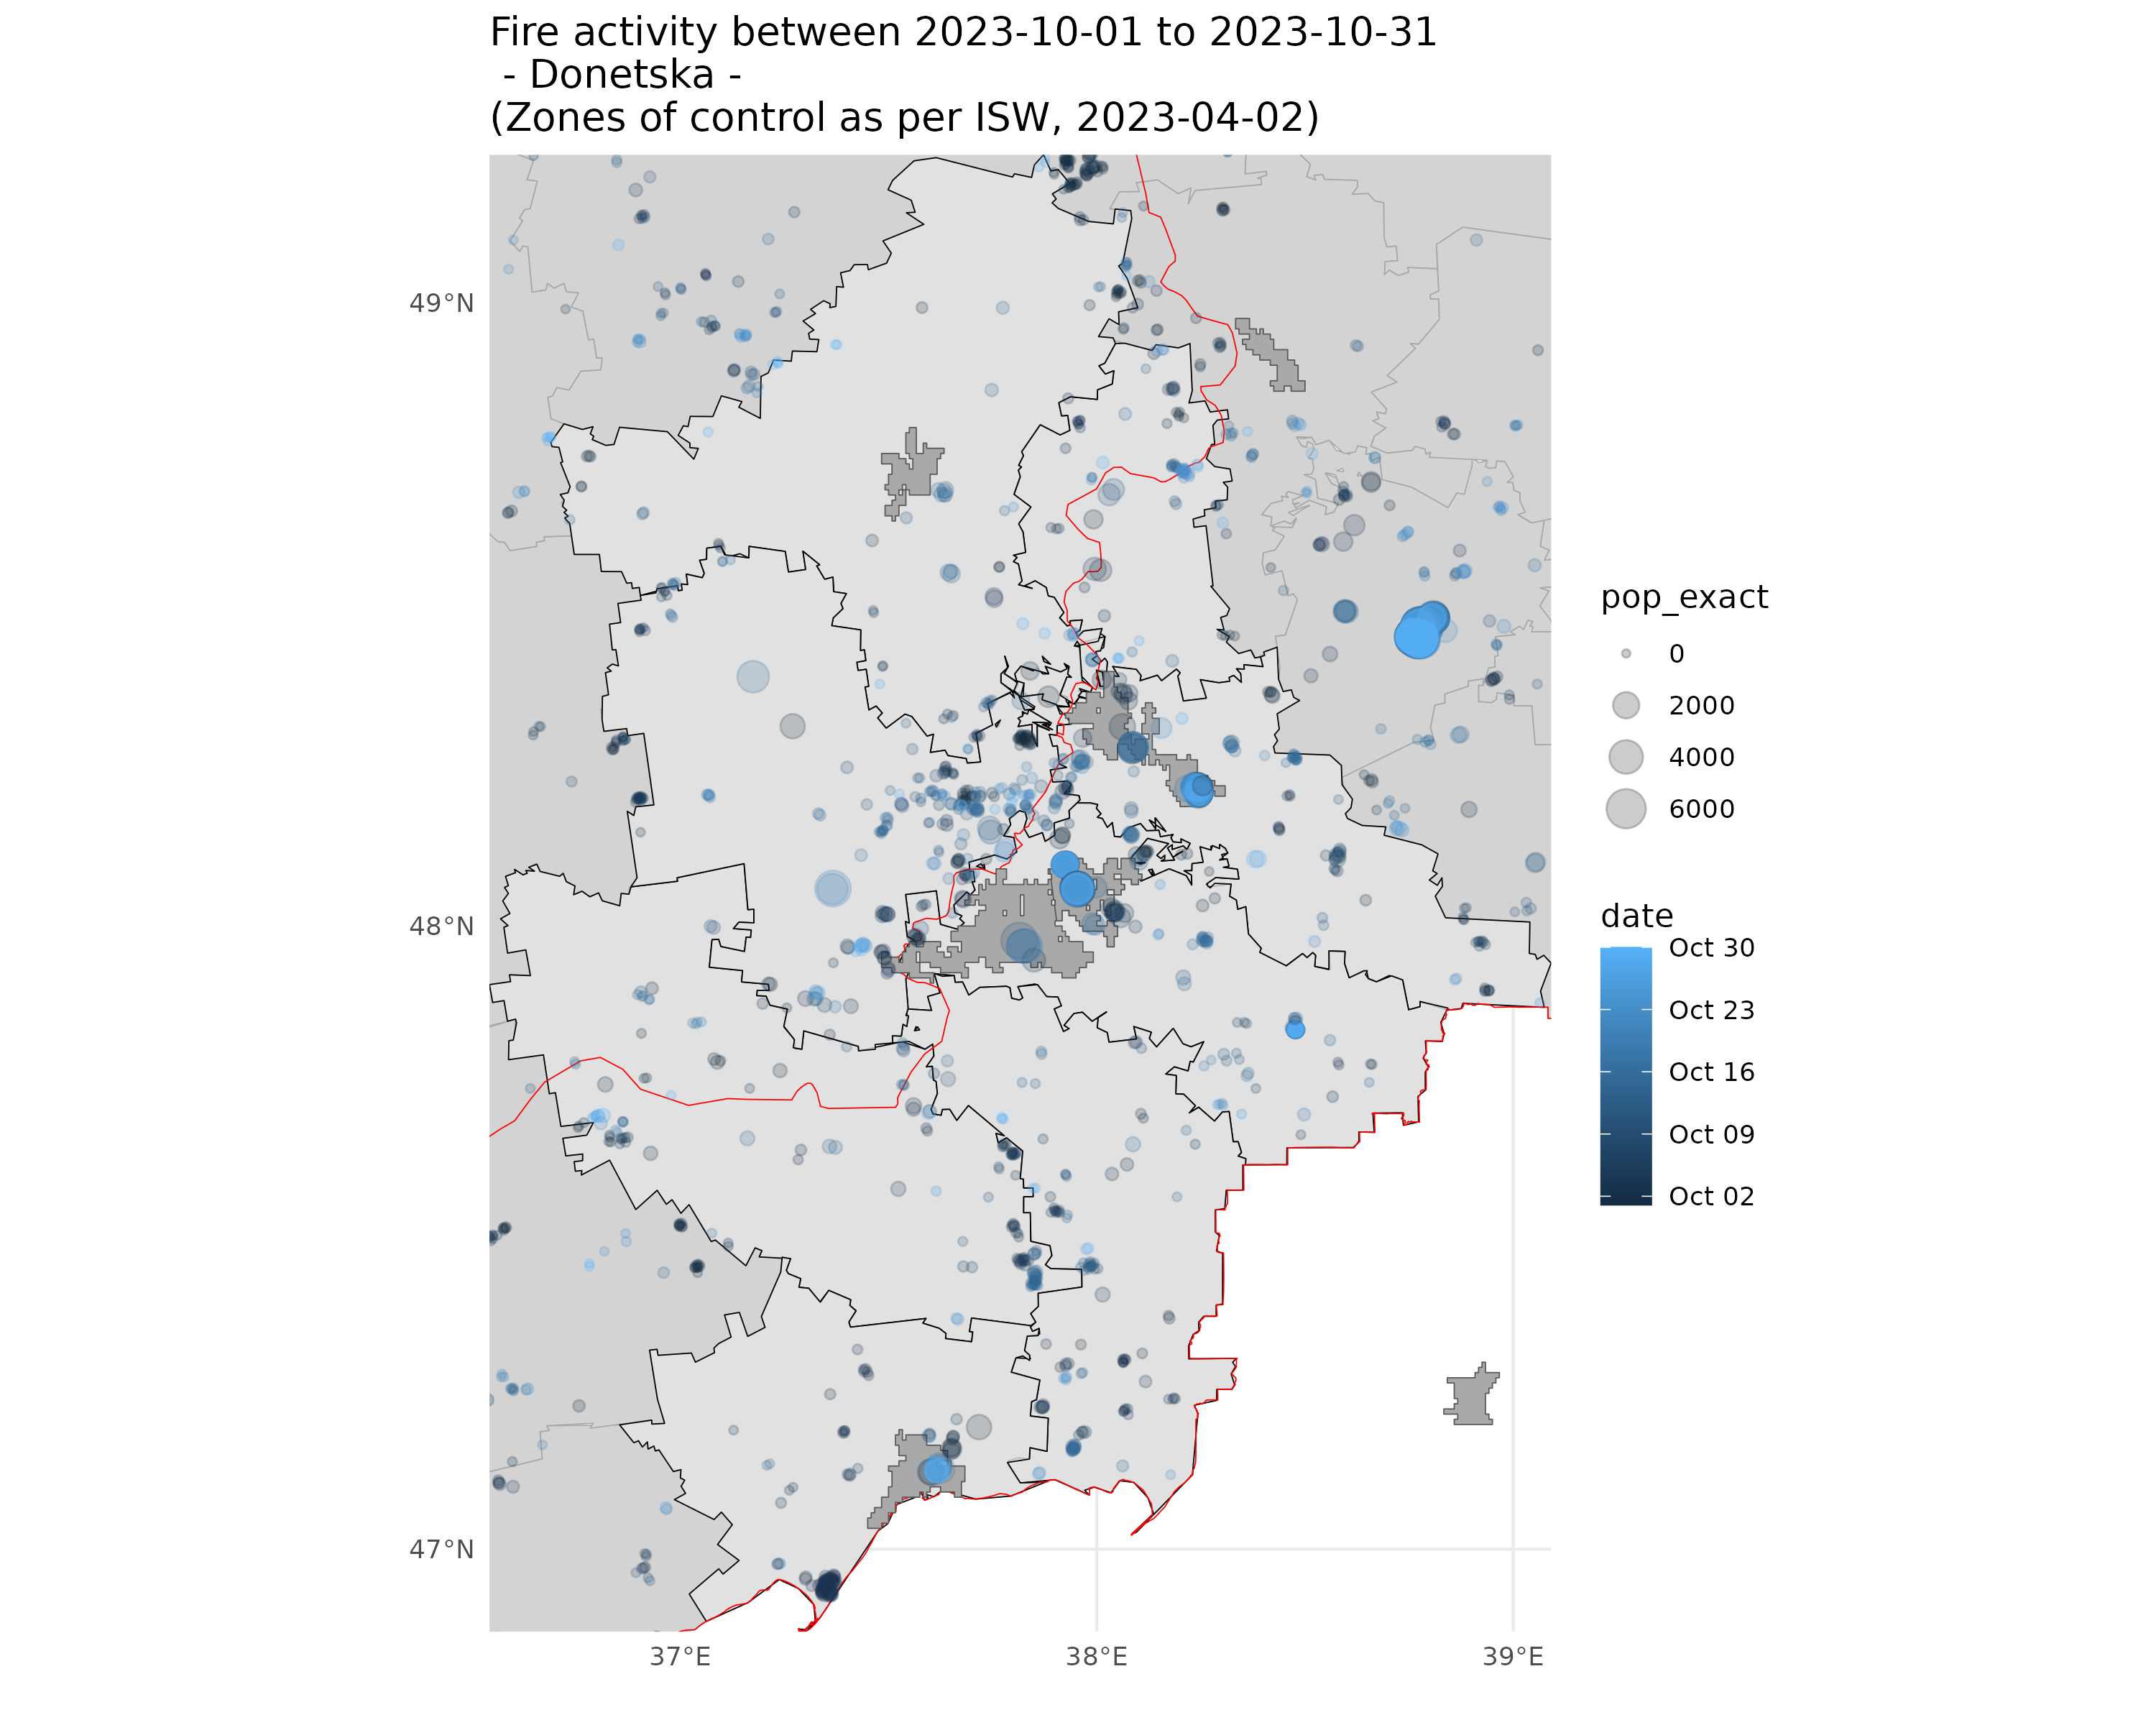 Fire activity between 2023-10-01 to 2023-10-31
- Donetska -
(Zones of control as per ISW, 2023-04-02)
49°N
48°N
47°N
37°E
38°E
39°E
pop_exact
0
2000
4000
6000
date
Oct 30
Oct 23
Oct 16
Oct 09
Oct 02